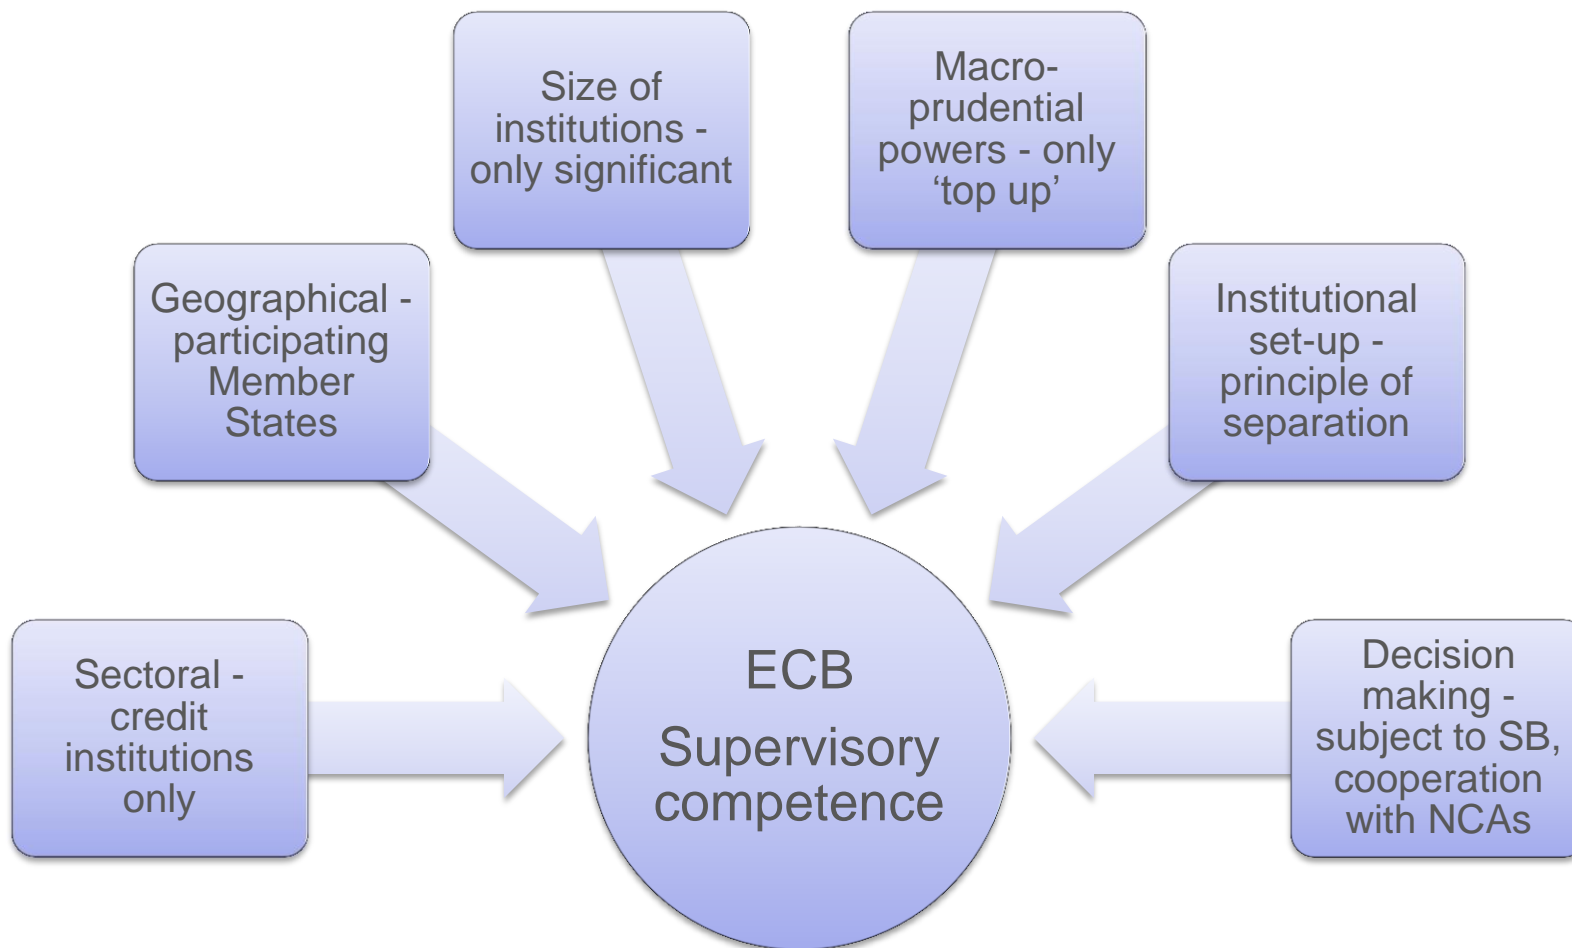 Size of
institutions -
only significant
Macro-
prudential
powers - only
‘top up’
Geographical -
participating
Member
States
Institutional
set-up -
principle of
separation
Sectoral -
credit
institutions
only
ECB
Supervisory
competence
Decision
making -
subject to SB,
cooperation
with NCAs